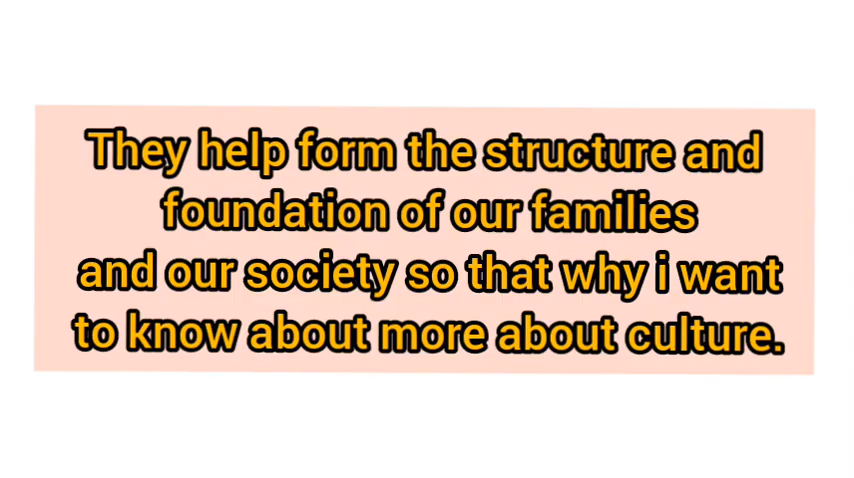 They help form the structure and
foundation of our families
and our society so that why i want
to know about more about culture.